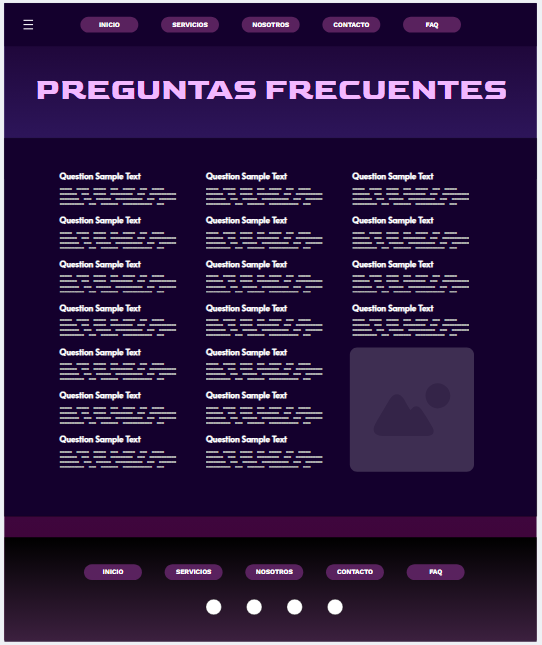 INICIO SERVICIOS NOSOTROS CONTACTO FAQ
PREGUNTAS FRECUENTES
Question Sample Text Question Sample Text Question Sample Text
Question Sample Text Question Sample Text Question Sample Text
Question Sample Text Question Sample Text Question Sample Text
Question Sample Text Question Sample Text Question Sample Text
Question Sample Text Question Sample Text
Question Sample Text Question Sample Text
Question Sample Text Question Sample Text
INICIO SERVICIOS NOSOTROS CONTACTO FAQ